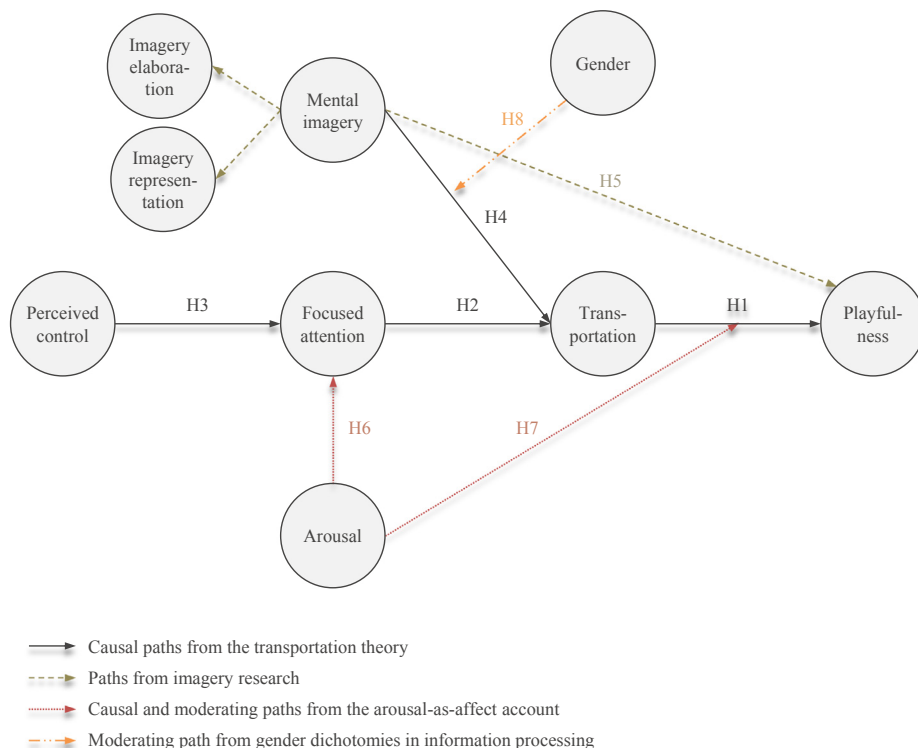 Imagery
elabora-
tion
Mental
imagery
Gender
H8
Imagery
represen-
tation
H5
H4
Perceived
control
H3
Focused
attention
H2
Trans-
portation
H1
Playful-
ness
H6
H7
Arousal
Causal paths from the transportation theory
Paths from imagery research
Causal and moderating paths from the arousal-as-affect account
Moderating path from gender dichotomies in information processing